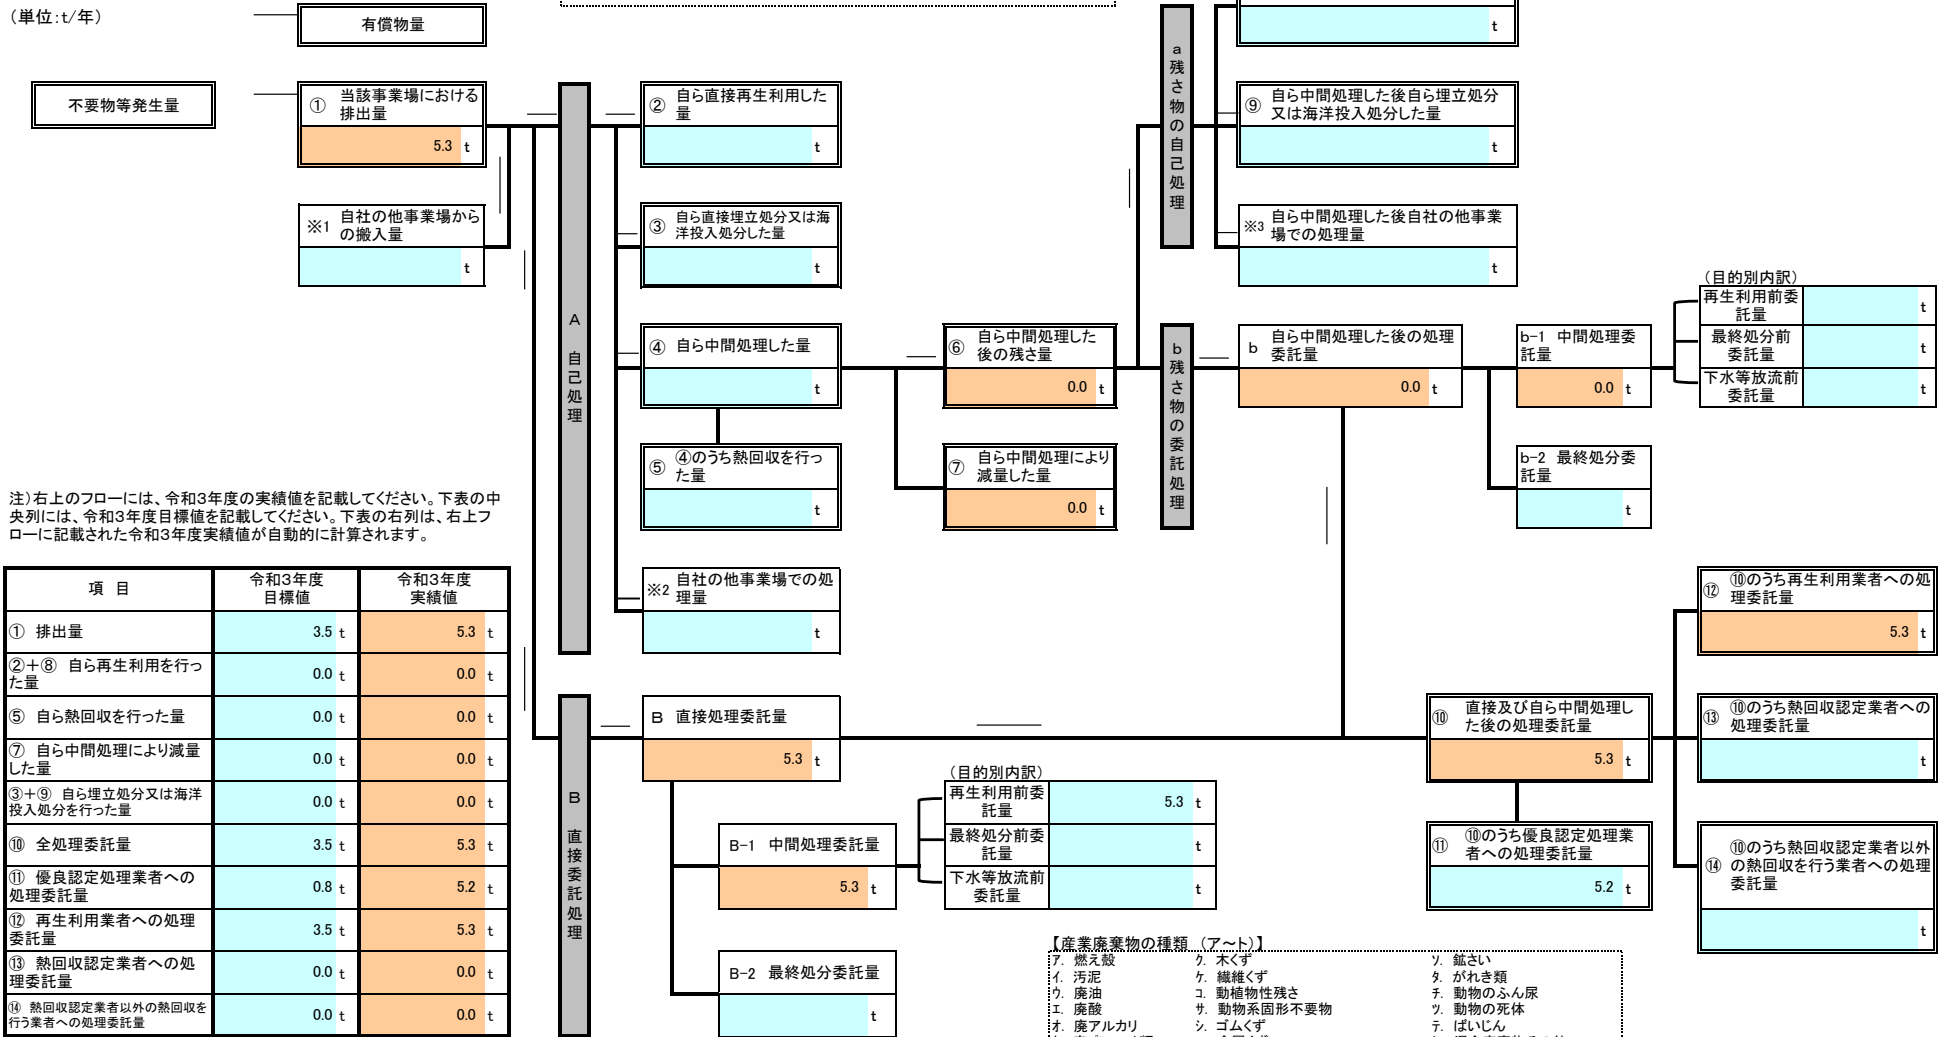 （単位:t/年）
有償物量
t
不要物等発生量
① 当該事業場における
排出量
5.3 t
② 自ら直接再生利用した
量
t
a
残
さ
物
の
自
己
処
理
⑨ 自ら中間処理した後自ら埋立処分
又は海洋投入処分した量
t
※1 自社の他事業場から
の搬入量
t
③ 自ら直接埋立処分又は海
洋投入処分した量
t
※3 自ら中間処理した後自社の他事業
場での処理量
t
A
自
己
処
理
④ 自ら中間処理した量
t
⑥ 自ら中間処理した
後の残さ量
0.0 t
b
残
さ
物
の
委
託
処
理
b 自ら中間処理した後の処理
委託量
0.0 t
b-1 中間処理委
託量
0.0 t
（目的別内訳）
再生利用前委
託量
t
最終処分前
委託量
t
下水等放流前
委託量
t
⑤ ④のうち熱回収を行っ
た量
t
⑦ 自ら中間処理により
減量した量
0.0 t
b-2 最終処分委
託量
t
注）右上のフローには、令和3年度の実績値を記載してください。下表の中
央列には、令和3年度目標値を記載してください。下表の右列は、右上フ
ローに記載された令和3年度実績値が自動的に計算されます。
※2 自社の他事業場での処
理量
t
項 目 令和3年度
目標値 令和3年度
実績値
① 排出量 3.5 t 5.3 t
②＋⑧ 自ら再生利用を行っ
た量 0.0 t 0.0 t
⑤ 自ら熱回収を行った量 0.0 t 0.0 t
⑦ 自ら中間処理により減量
した量 0.0 t 0.0 t
③＋⑨ 自ら埋立処分又は海洋
投入処分を行った量 0.0 t 0.0 t
⑩ 全処理委託量 3.5 t 5.3 t
⑪ 優良認定処理業者への
処理委託量 0.8 t 5.2 t
⑫ 再生利用業者への処理
委託量 3.5 t 5.3 t
⑬ 熱回収認定業者への処
理委託量 0.0 t 0.0 t
⑭ 熱回収認定業者以外の熱回収を
行う業者への処理委託量 0.0 t 0.0 t
B
直
接
委
託
処
理
B 直接処理委託量
5.3 t
B-1 中間処理委託量
5.3 t
（目的別内訳）
再生利用前委
託量
5.3 t
最終処分前委
託量
t
下水等放流前
委託量
t
B-2 最終処分委託量
t
⑩ 直接及び自ら中間処理し
た後の処理委託量
5.3 t
⑪ ⑩のうち優良認定処理業
者への処理委託量
5.2 t
⑫ ⑩のうち再生利用業者への処
理委託量
5.3 t
⑬ ⑩のうち熱回収認定業者への
処理委託量
t
⑭ ⑩のうち熱回収認定業者以外
の熱回収を行う業者への処理
委託量
t
【産業廃棄物の種類 （ア～ト）】
ア. 燃え殻 ク. 木くず ソ. 鉱さい
イ. 汚泥 ケ. 繊維くず タ. がれき類
ウ. 廃油 コ. 動植物性残さ チ. 動物のふん尿
エ. 廃酸 サ. 動物系固形不要物 ツ. 動物の死体
オ. 廃アルカリ シ. ゴムくず テ. ばいじん